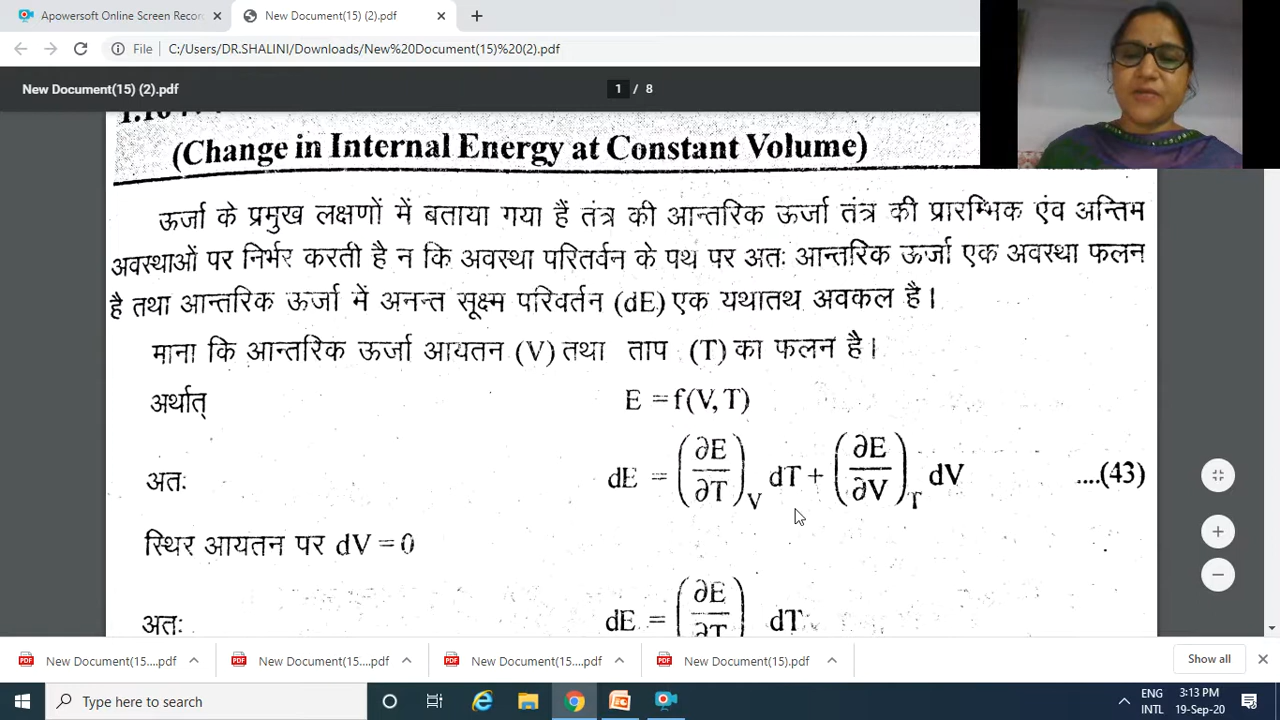 Apowersoft Online Screen Recor
New Document(15) (2).pdf
File C:/Users/DR.SHALINI/Downloads/New%20Document(15)%20(2).pdf
New Document(15) (2).pdf
1 / 8
(Change in Internal Energy at Constant Volume)
ऊर्जा के प्रमुख लक्षणों में बताया गया हैं तंत्र की आन्तरिक ऊर्जा तंत्र की प्रारम्भिक एंव अन्तिम
अवस्थाओं पर निर्भर करती है न कि अवस्था परितर्वन के पथ पर अतः आन्तरिक ऊर्जा एक अवस्था फलन
है तथा आन्तरिक ऊर्जा में अनन्त सूक्ष्म परिवर्तन (dE) एक यथातथ अवकल है।
माना कि आन्तरिक ऊर्जा आयतन (V) तथा ताप (T) का फलन है।
अर्थात् E = f(V, T)
अतः dE = (∂E/∂T)V dT + (∂E/∂V)T dV ....(43)
स्थिर आयतन पर dV = 0
अतः dE = (∂E/∂T) dT
New Document(15....pdf
New Document(15....pdf
New Document(15....pdf
New Document(15).pdf
Show all
Type here to search
ENG
INTL
3:13 PM
19-Sep-20